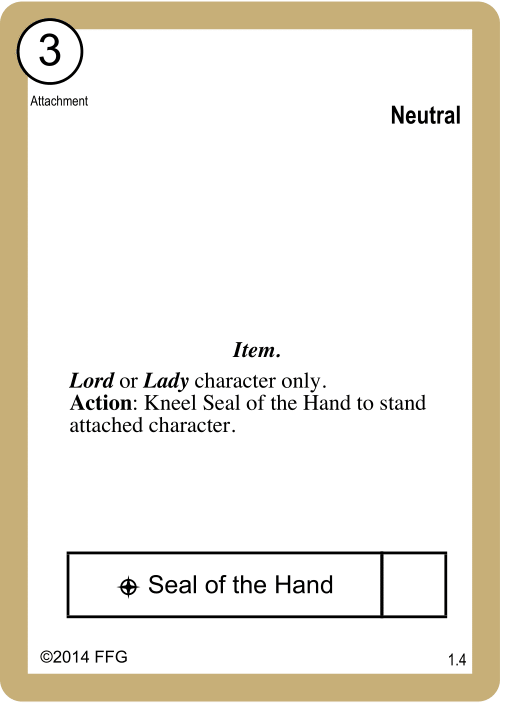 3
Attachment
Neutral
Item.
Lord or Lady character only.
Action: Kneel Seal of the Hand to stand
attached character.
Seal of the Hand
©2014 FFG
1.4